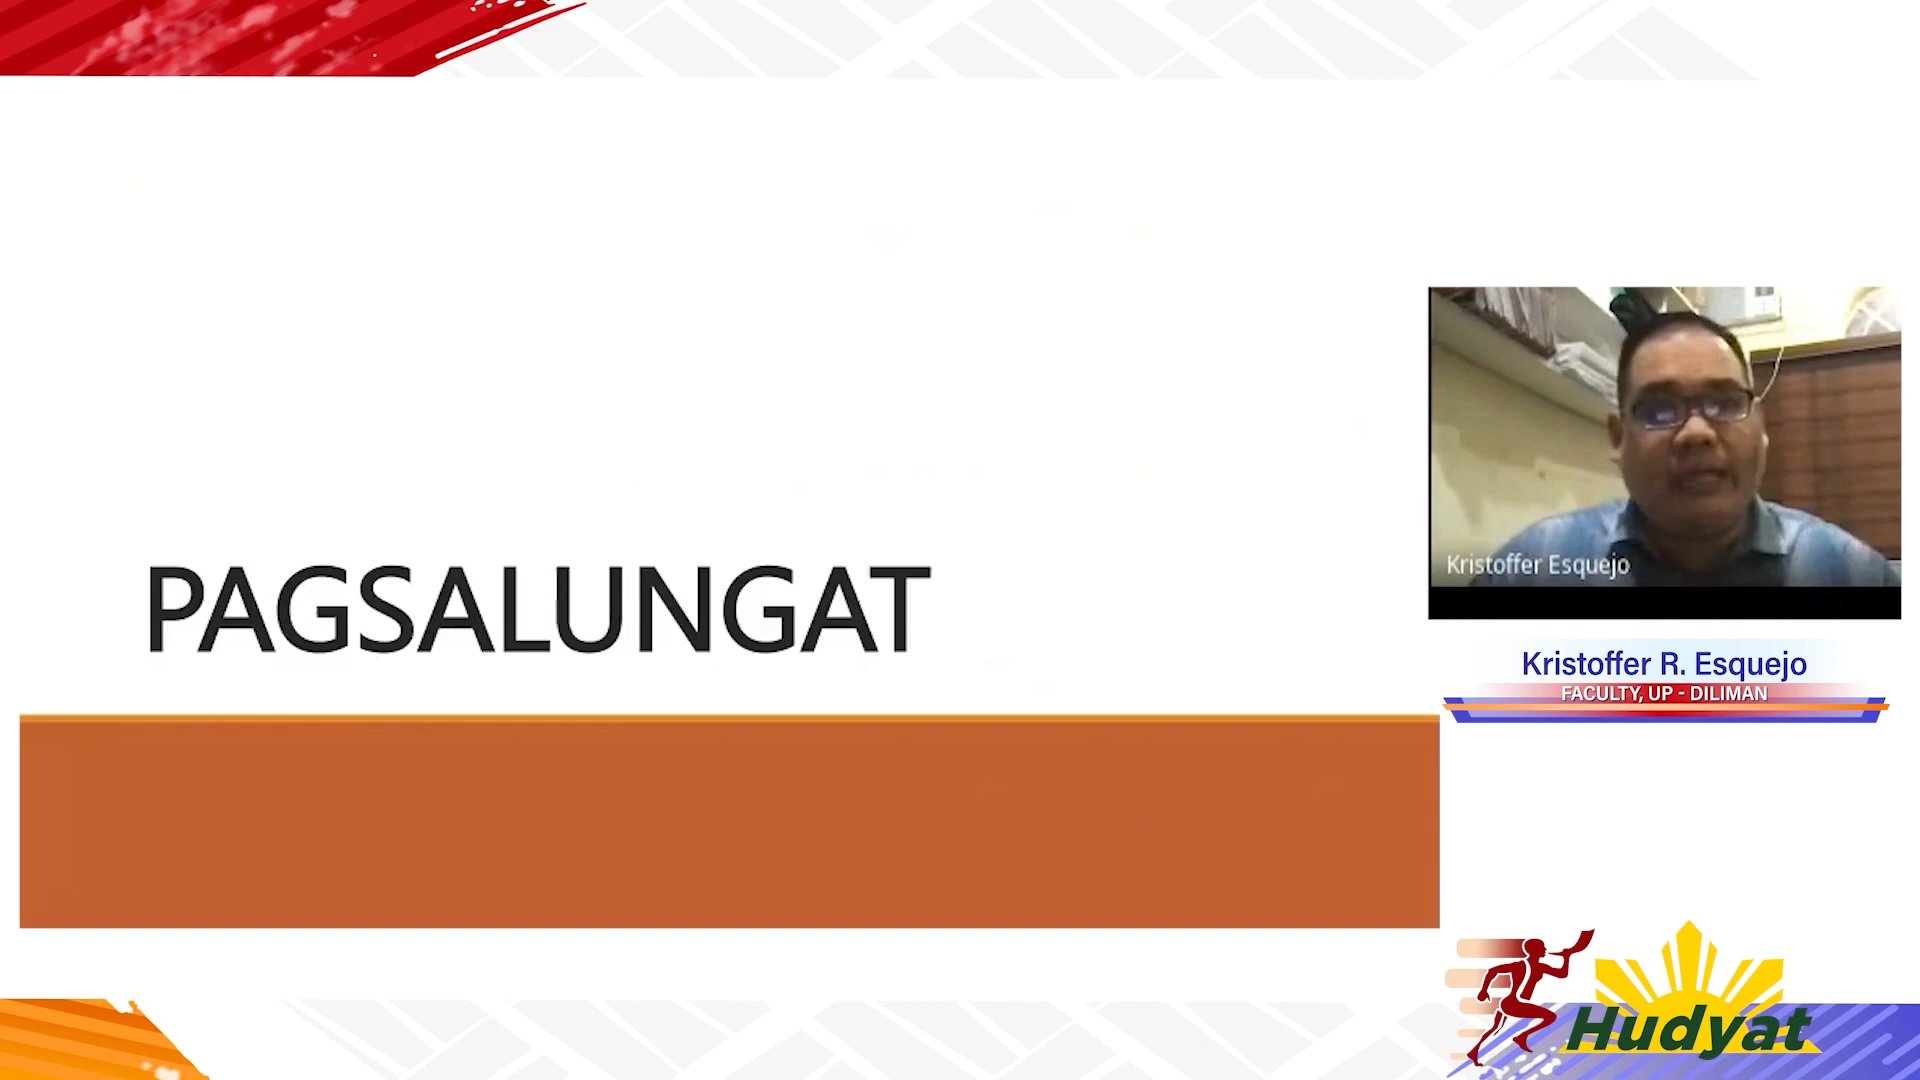 PAGSALUNGAT
Kristoffer Esquejo
Kristoffer R. Esquejo
FACULTY, UP - DILIMAN
Hudyat